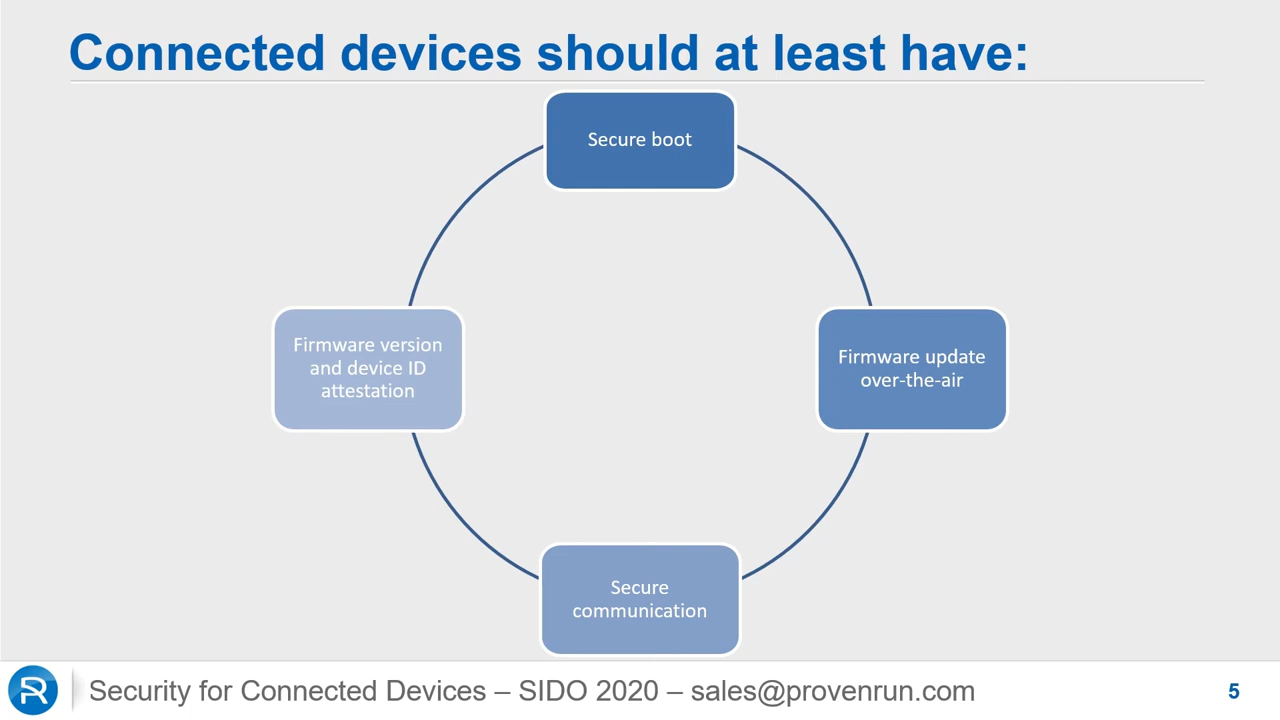 Connected devices should at least have:
Secure boot
Firmware version
and device ID
attestation
Firmware update
over-the-air
Secure
communication
Security for Connected Devices – SIDO 2020 – sales@provenrun.com
5